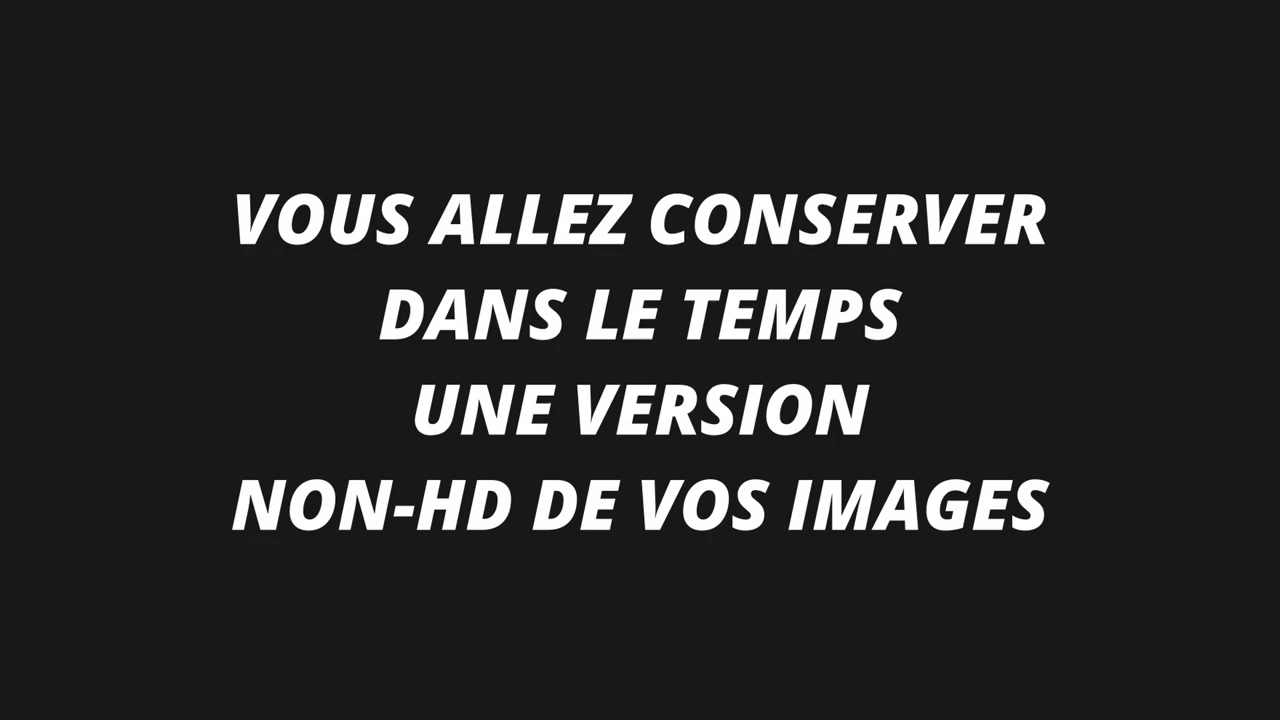 VOUS ALLEZ CONSERVER
DANS LE TEMPS
UNE VERSION
NON-HD DE VOS IMAGES